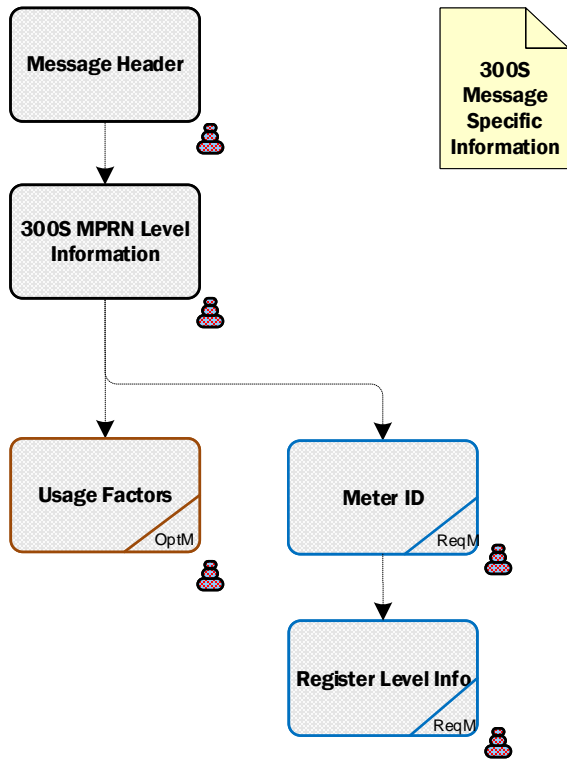 Message Header
300S
Message
Specific
Information
300S MPRN Level
Information
Usage Factors
OptM
Meter ID
ReqM
Register Level Info
ReqM